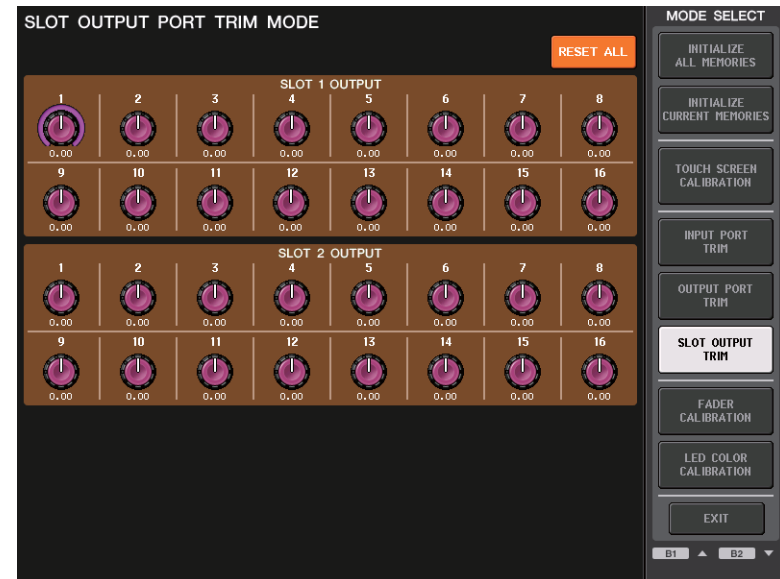 SLOT OUTPUT PORT TRIM MODE
RESET ALL
SLOT 1 OUTPUT
1 2 3 4 5 6 7 8
0.00 0.00 0.00 0.00 0.00 0.00 0.00 0.00
9 10 11 12 13 14 15 16
0.00 0.00 0.00 0.00 0.00 0.00 0.00 0.00
SLOT 2 OUTPUT
1 2 3 4 5 6 7 8
0.00 0.00 0.00 0.00 0.00 0.00 0.00 0.00
9 10 11 12 13 14 15 16
0.00 0.00 0.00 0.00 0.00 0.00 0.00 0.00
MODE SELECT
INITIALIZE
ALL MEMORIES
INITIALIZE
CURRENT MEMORIES
TOUCH SCREEN
CALIBRATION
INPUT PORT
TRIM
OUTPUT PORT
TRIM
SLOT OUTPUT
TRIM
FADER
CALIBRATION
LED COLOR
CALIBRATION
EXIT
B1 B2